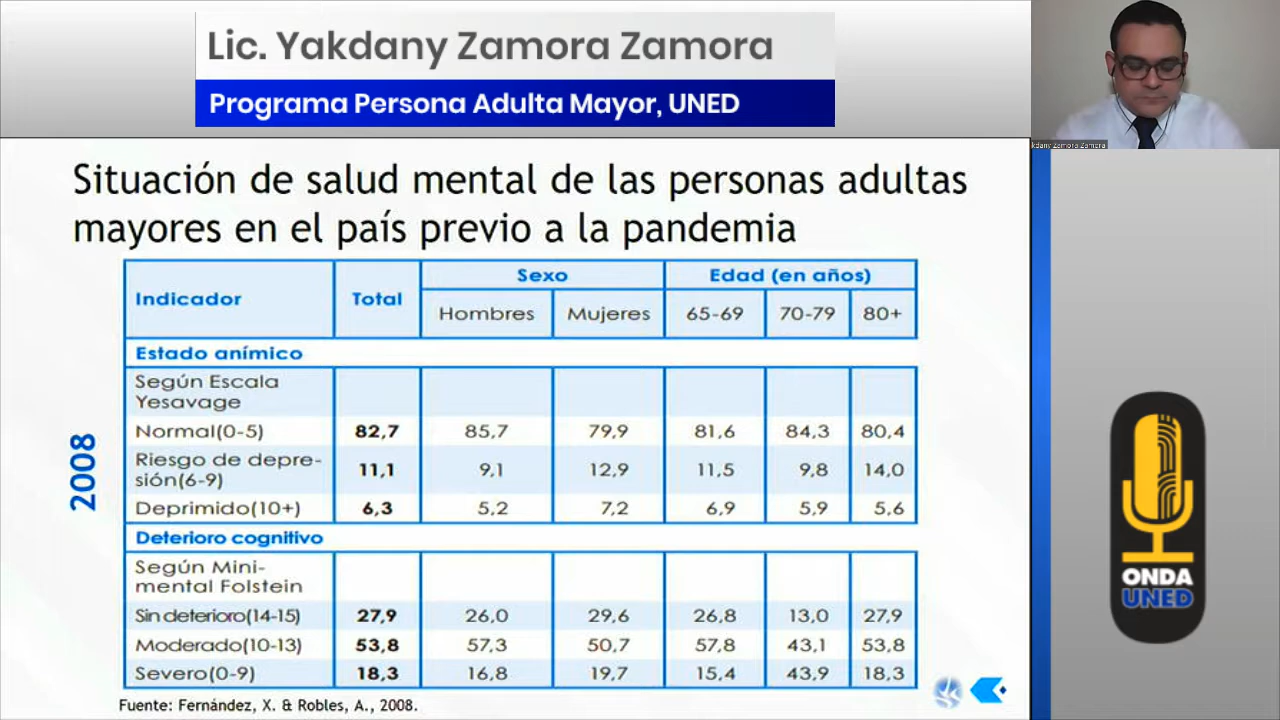 Lic. Yakdany Zamora Zamora
Programa Persona Adulta Mayor, UNED
kdany Zamora Zamora
Situación de salud mental de las personas adultas
mayores en el país previo a la pandemia
2008
Indicador Total Sexo Edad (en años)
Hombres Mujeres 65-69 70-79 80+
Estado anímico
Según Escala
Yesavage
Normal(0-5) 82,7 85,7 79,9 81,6 84,3 80,4
Riesgo de depre-
sión(6-9) 11,1 9,1 12,9 11,5 9,8 14,0
Deprimido(10+) 6,3 5,2 7,2 6,9 5,9 5,6
Deterioro cognitivo
Según Mini-
mental Folstein
Sin deterioro(14-15) 27,9 26,0 29,6 26,8 13,0 27,9
Moderado(10-13) 53,8 57,3 50,7 57,8 43,1 53,8
Severo(0-9) 18,3 16,8 19,7 15,4 43,9 18,3
Fuente: Fernández, X. & Robles, A., 2008.
ONDA
UNED